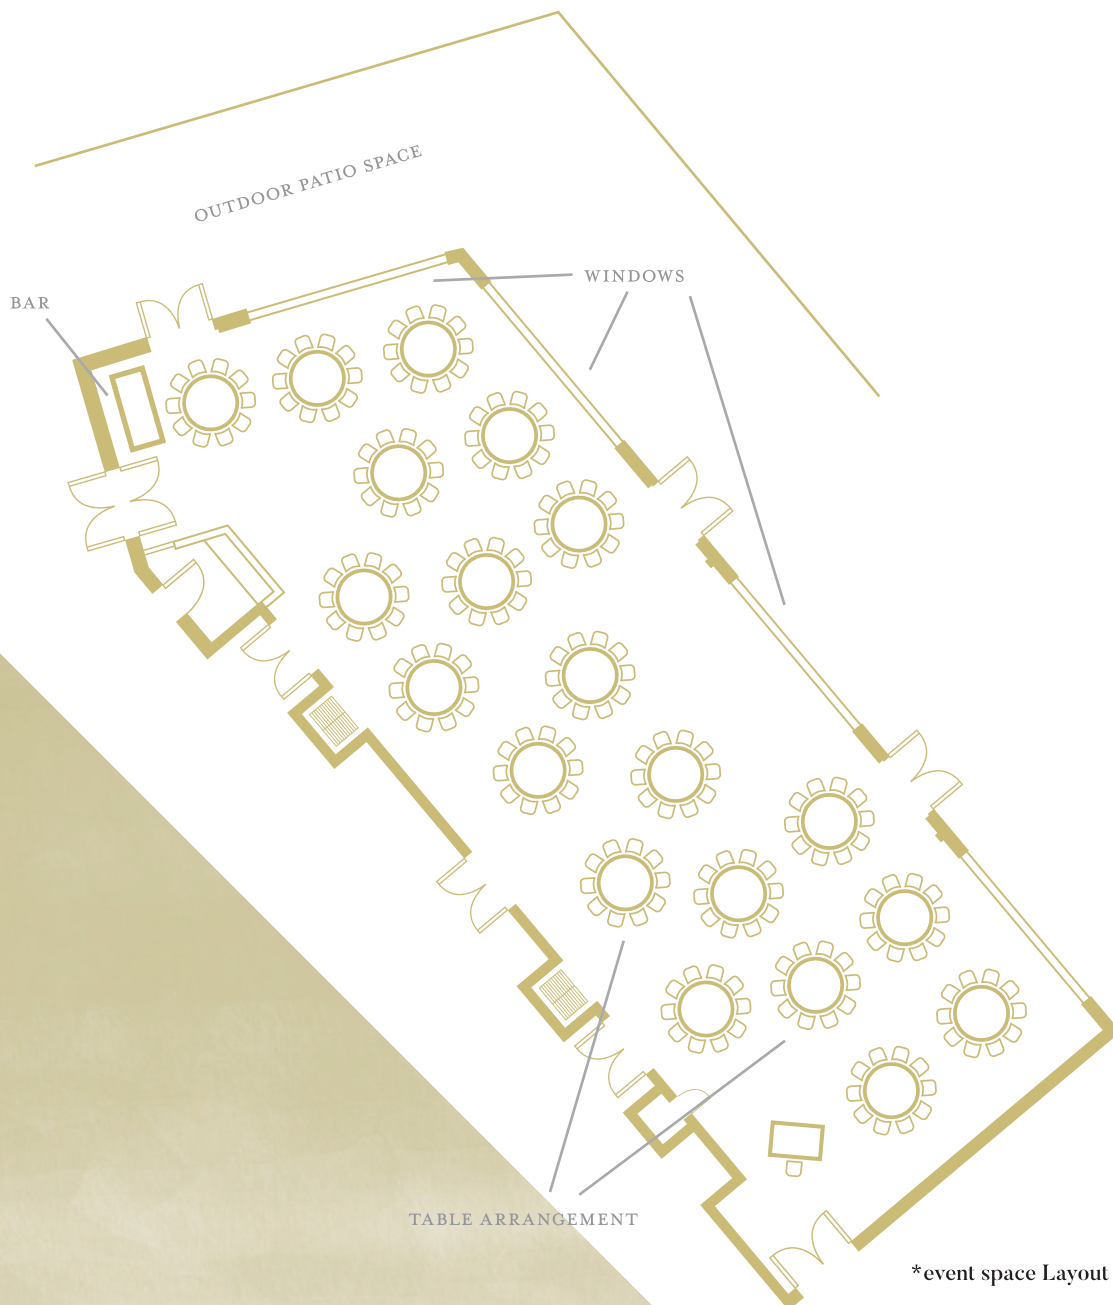 OUTDOOR PATIO SPACE
WINDOWS
BAR
TABLE ARRANGEMENT
*event space Layout